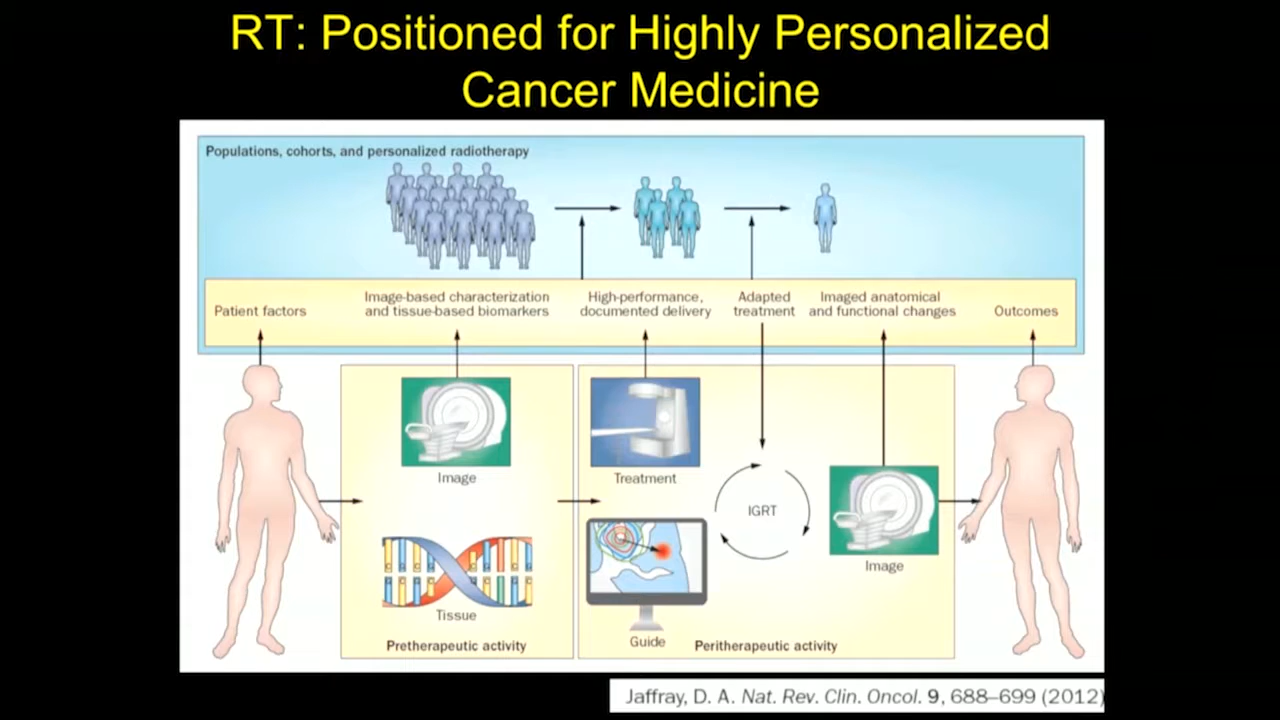 RT: Positioned for Highly Personalized
Cancer Medicine
Populations, cohorts, and personalized radiotherapy
Patient factors
Image-based characterization
and tissue-based biomarkers
High-performance,
documented delivery
Adapted
treatment
Imaged anatomical
and functional changes
Outcomes
Image
Tissue
Pretherapeutic activity
Treatment
Guide
IGRT
Image
Peritherapeutic activity
Jaffray, D. A. Nat. Rev. Clin. Oncol. 9, 688–699 (2012)